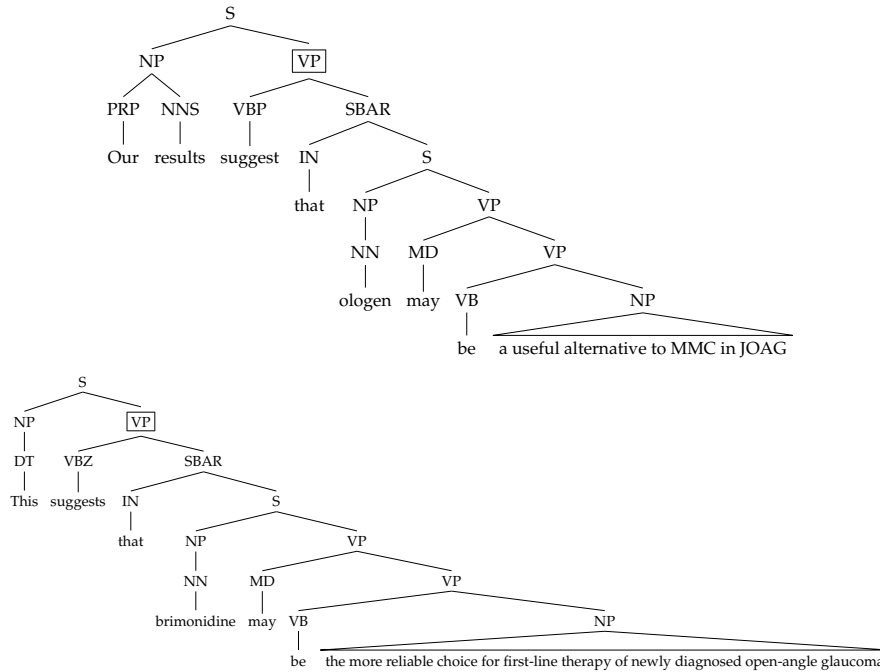 S
NP VP
PRP NNS VBP SBAR
Our results suggest IN S
that NP VP
NN MD VP
ologen may VB NP
be a useful alternative to MMC in JOAG
S
NP VP
DT VBZ SBAR
This suggests IN S
that NP VP
NN MD VP
brimonidine may VB NP
be the more reliable choice for first-line therapy of newly diagnosed open-angle glaucoma